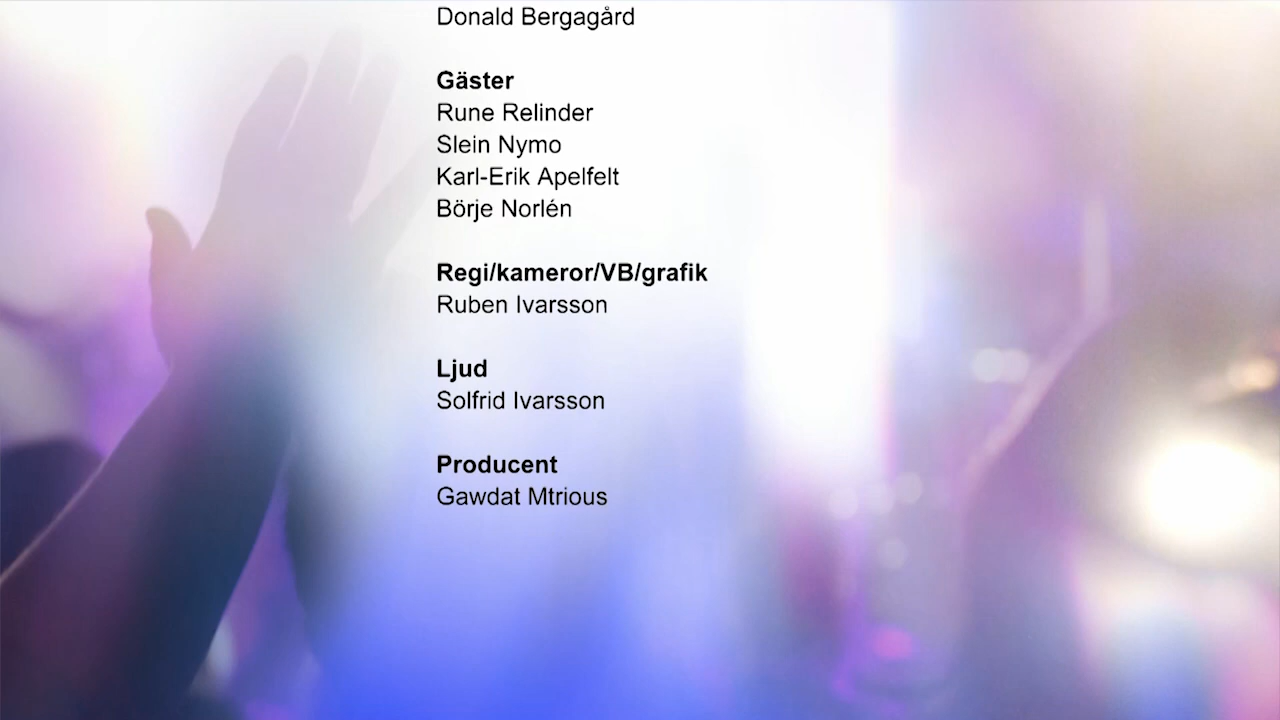 Donald Bergagård
Gäster
Rune Relinder
Slein Nymo
Karl-Erik Apelfelt
Börje Norlén
Regi/kameror/VB/grafik
Ruben Ivarsson
Ljud
Solfrid Ivarsson
Producent
Gawdat Mtrious